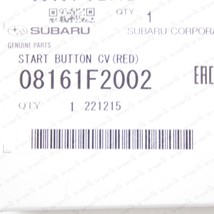 QTY 1
SUBARU SUBARU CORPORA
GENUINE PARTS
START BUTTON CV(RED)
08161F2002 EAC
QTY 1 221215